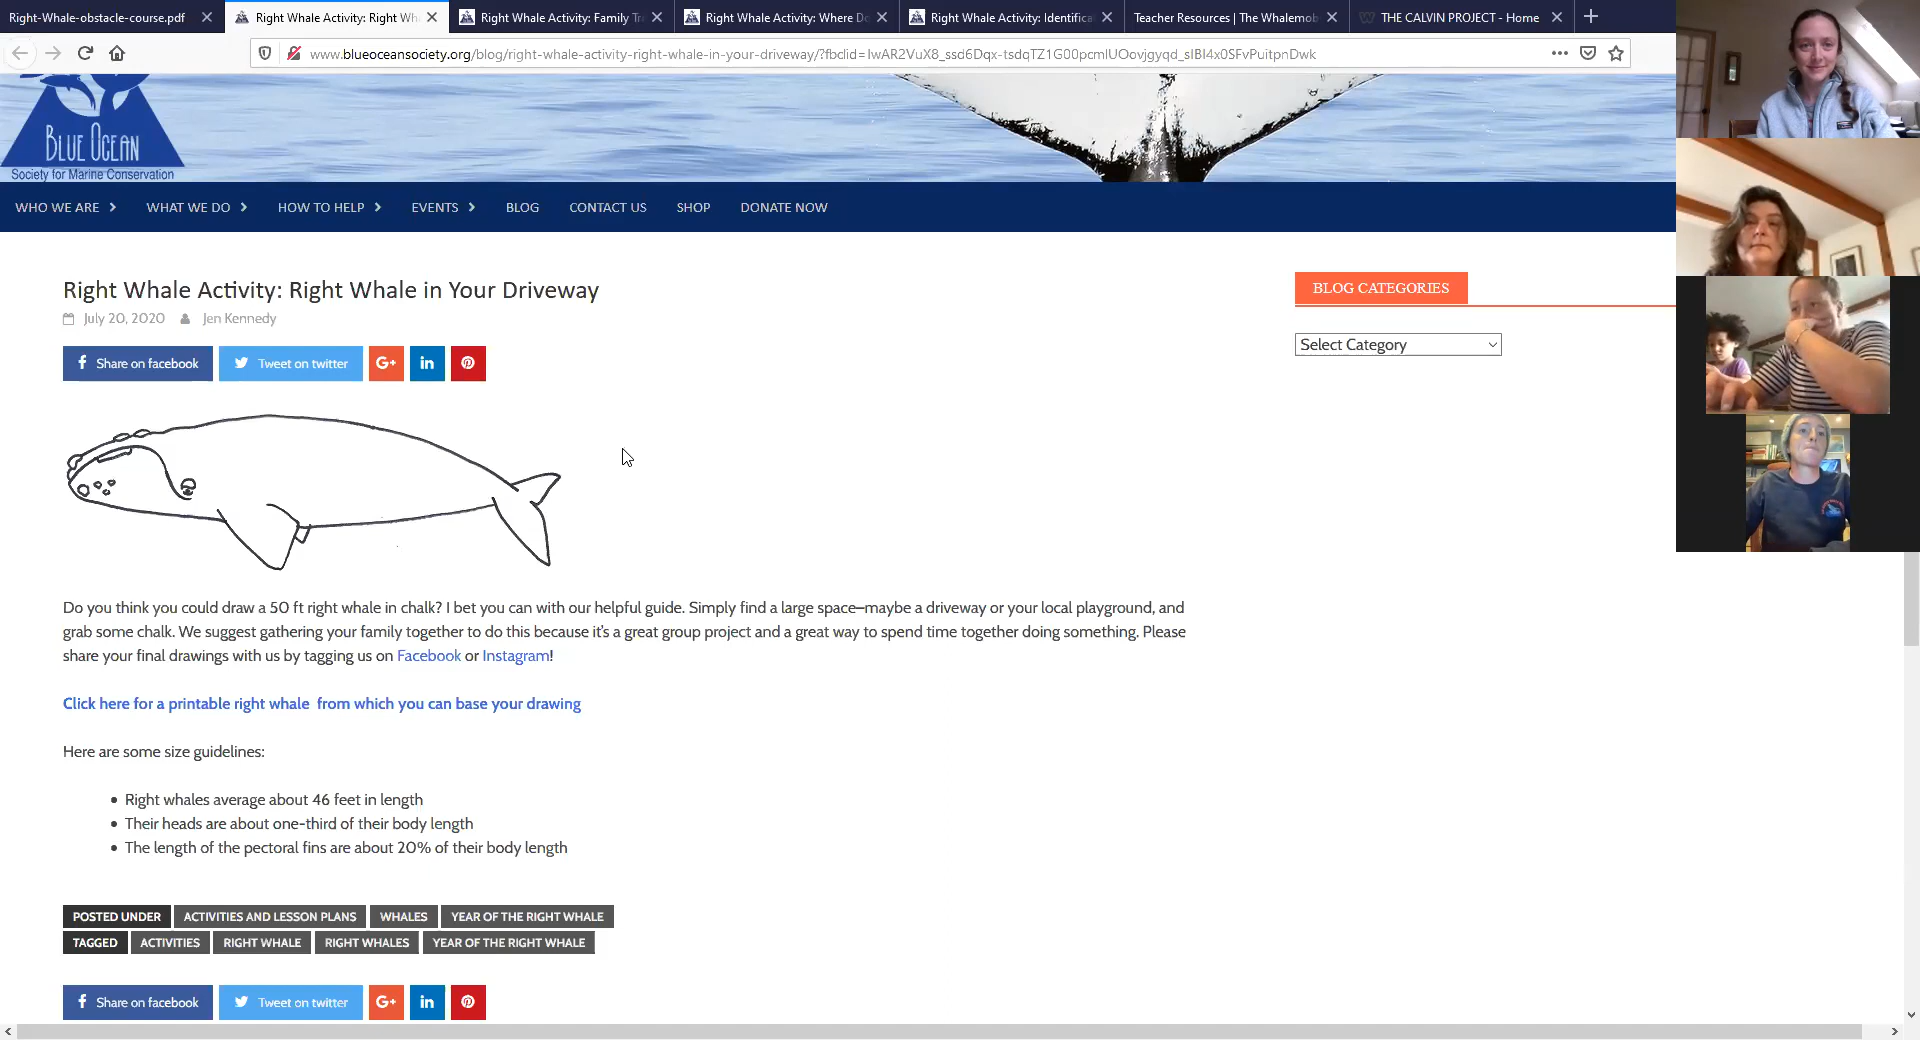 Right-Whale-obstacle-course.pdf
Right Whale Activity: Right Wh
Right Whale Activity: Family Tr
Right Whale Activity: Where Do
Right Whale Activity: Identifica
Teacher Resources | The Whalemob
THE CALVIN PROJECT - Home
www.blueoceansociety.org/blog/right-whale-activity-right-whale-in-your-driveway/?fbclid=IwAR2VuX8_ssd6Dqx-tsdqTZ1G00pcmlUOovjgyqd_sIBI4x0SFvPuitpnDwk
BLUE OCEAN
Society for Marine Conservation
WHO WE ARE
WHAT WE DO
HOW TO HELP
EVENTS
BLOG
CONTACT US
SHOP
DONATE NOW
Right Whale Activity: Right Whale in Your Driveway
July 20, 2020 Jen Kennedy
BLOG CATEGORIES
Select Category
Share on facebook
Tweet on twitter
G+
in
Do you think you could draw a 50 ft right whale in chalk? I bet you can with our helpful guide. Simply find a large space—maybe a driveway or your local playground, and
grab some chalk. We suggest gathering your family together to do this because it's a great group project and a great way to spend time together doing something. Please
share your final drawings with us by tagging us on Facebook or Instagram!
Click here for a printable right whale from which you can base your drawing
Here are some size guidelines:
Right whales average about 46 feet in length
Their heads are about one-third of their body length
The length of the pectoral fins are about 20% of their body length
POSTED UNDER ACTIVITIES AND LESSON PLANS WHALES YEAR OF THE RIGHT WHALE
TAGGED ACTIVITIES RIGHT WHALE RIGHT WHALES YEAR OF THE RIGHT WHALE
Share on facebook
Tweet on twitter
G+
in